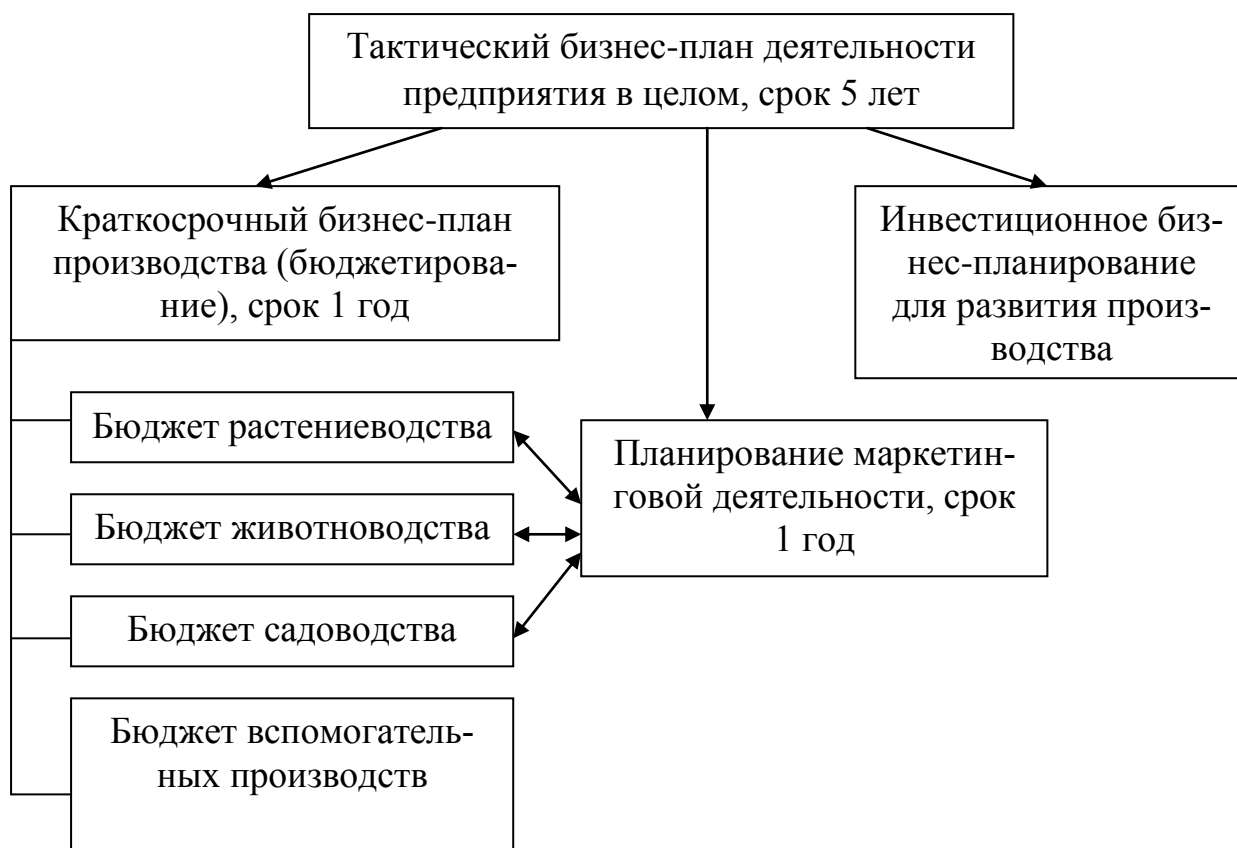 Тактический бизнес-план деятельности
предприятия в целом, срок 5 лет
Краткосрочный бизнес-план
производства (бюджетирова-
ние), срок 1 год
Инвестиционное биз-
нес-планирование
для развития произ-
водства
Бюджет растениеводства
Планирование маркетин-
говой деятельности, срок
1 год
Бюджет животноводства
Бюджет садоводства
Бюджет вспомогатель-
ных производств